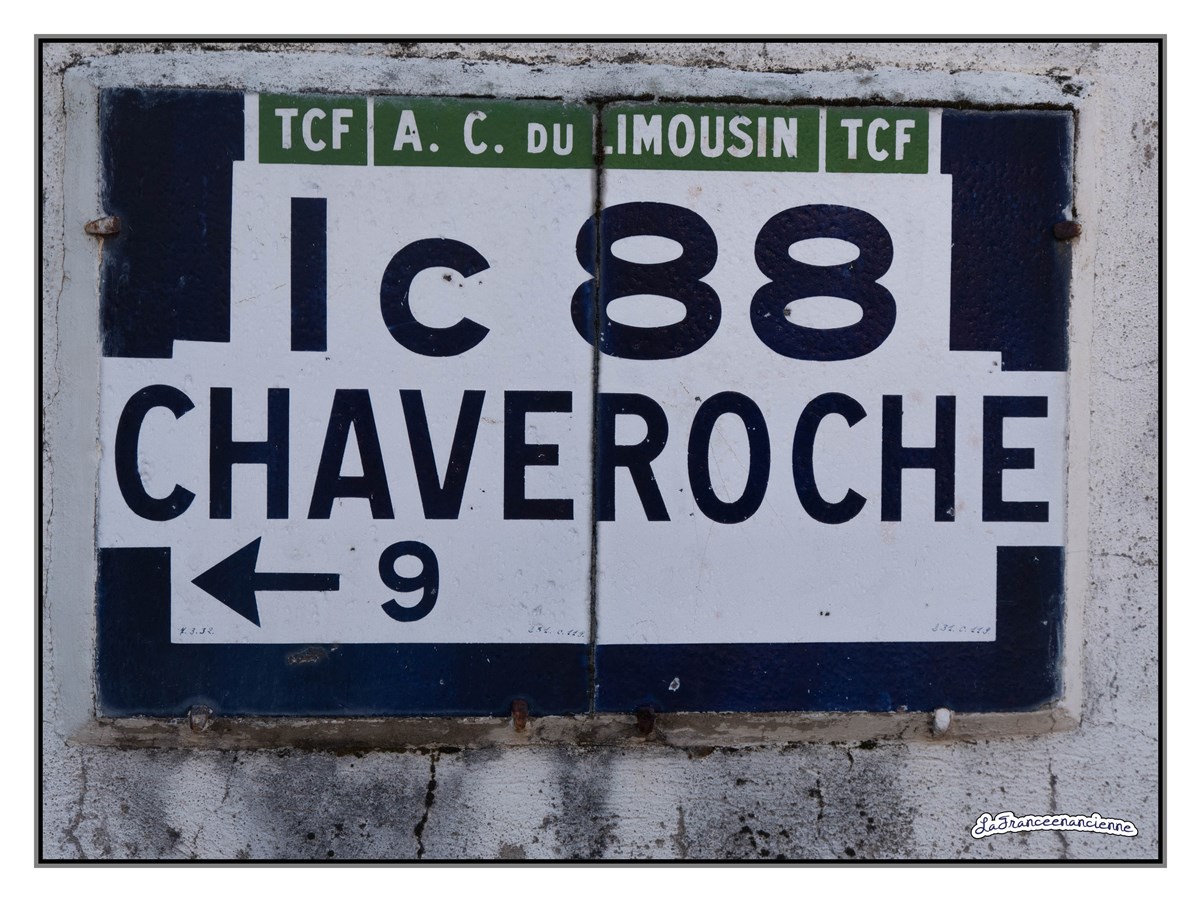 TCF A. C. DU LIMOUSIN TCF
Ic 88
CHAVEROCHE
← 9
LaFranceenancienne